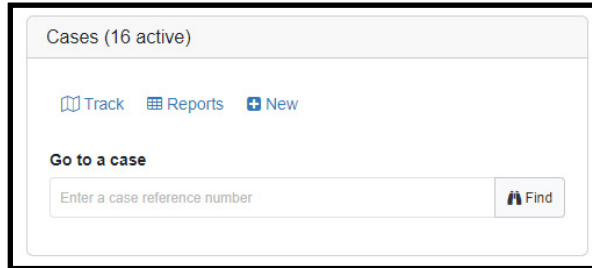 Cases (16 active)
Track Reports New
Go to a case
Enter a case reference number Find